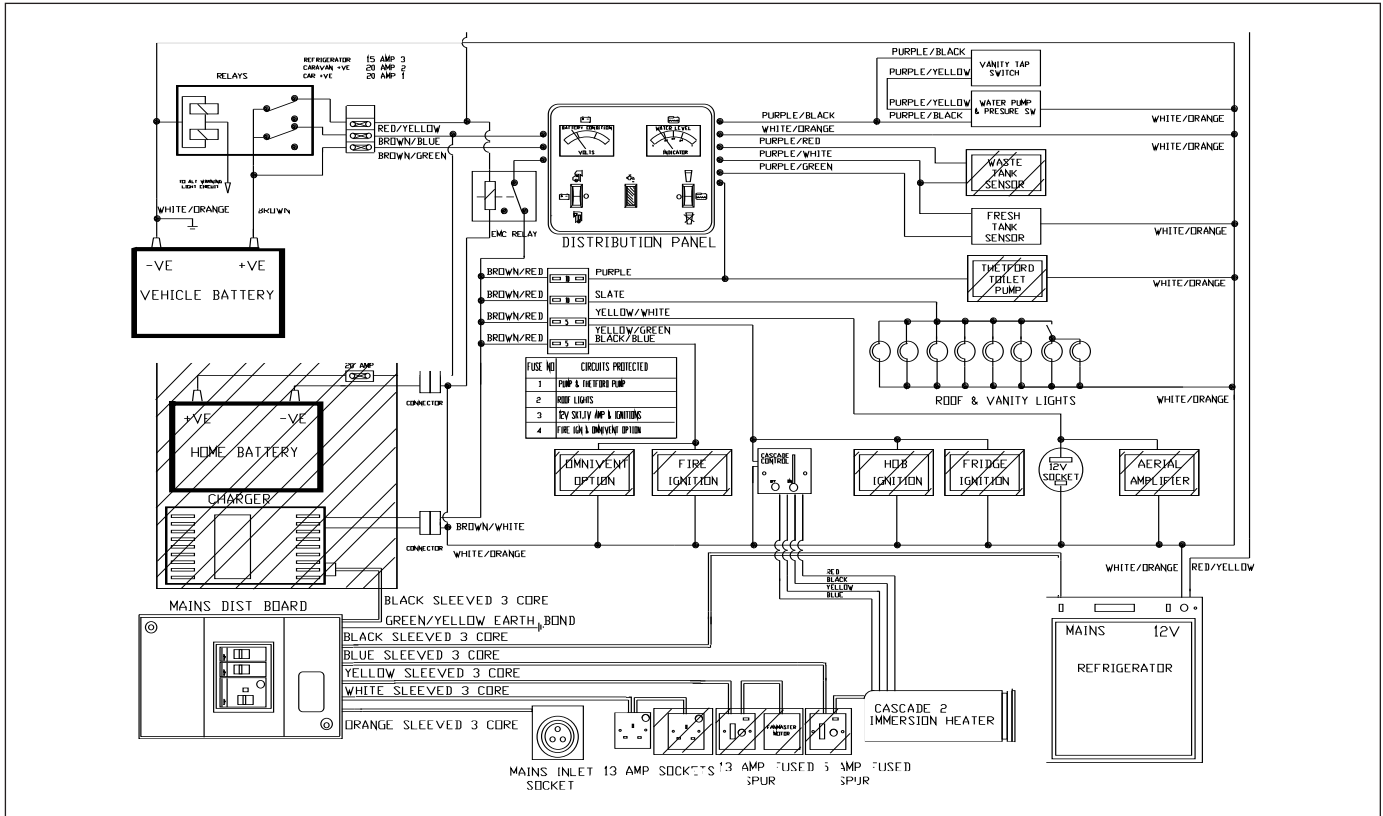 REFRIGERATOR 15 AMP 3
CARAVAN +VE 20 AMP 2
CAR +VE 20 AMP 1
RELAYS
RED/YELLOW
BROWN/BLUE
BROWN/GREEN
TO ALT WARNING
LIGHT CIRCUIT
WHITE/ORANGE
BROWN
-VE
+VE
VEHICLE BATTERY
EMC RELAY
BATTERY CONDITION
VOLTS
WATER LEVEL
INDICATOR
DISTRIBUTION PANEL
PURPLE/BLACK
PURPLE/YELLOW
VANITY TAP
SWITCH
PURPLE/YELLOW
PURPLE/BLACK
WATER PUMP
& PRESURE SW
WHITE/ORANGE
PURPLE/BLACK
WHITE/ORANGE
PURPLE/RED
PURPLE/WHITE
PURPLE/GREEN
WHITE/ORANGE
WASTE
TANK
SENSOR
FRESH
TANK
SENSOR
WHITE/ORANGE
THETFORD
TOILET
PUMP
WHITE/ORANGE
BROWN/RED
10
PURPLE
BROWN/RED
10
SLATE
BROWN/RED
5
YELLOW/WHITE
YELLOW/GREEN
BROWN/RED
5
BLACK/BLUE
FUSE NO CIRCUITS PROTECTED
1 PUMP & THETFORD PUMP
2 ROOF LIGHTS
3 12V SKT,TV AMP & IGNITIONS
4 FIRE IGN & OMNIVENT OPTION
ROOF & VANITY LIGHTS
WHITE/ORANGE
20 AMP
CONNECTOR
+VE
-VE
HOME BATTERY
CHARGER
CONNECTOR
BROWN/WHITE
WHITE/ORANGE
OMNIVENT
OPTION
FIRE
IGNITION
CASCADE
CONTROL
HOB
IGNITION
FRIDGE
IGNITION
12V
SOCKET
AERIAL
AMPLIFIER
RED
BLACK
YELLOW
BLUE
WHITE/ORANGE
RED/YELLOW
MAINS DIST BOARD
BLACK SLEEVED 3 CORE
GREEN/YELLOW EARTH BOND
BLACK SLEEVED 3 CORE
BLUE SLEEVED 3 CORE
YELLOW SLEEVED 3 CORE
WHITE SLEEVED 3 CORE
ORANGE SLEEVED 3 CORE
MAINS INLET
SOCKET
13 AMP SOCKETS
FANMASTER
MOTOR
13 AMP FUSED
SPUR
5 AMP FUSED
SPUR
CASCADE 2
IMMERSION HEATER
MAINS
12V
REFRIGERATOR